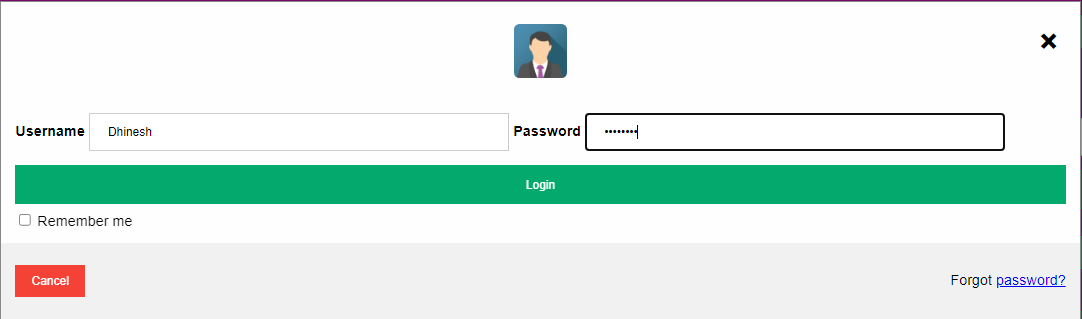 ×
Username Dhinesh Password ••••••••
Login
Remember me
Cancel Forgot password?